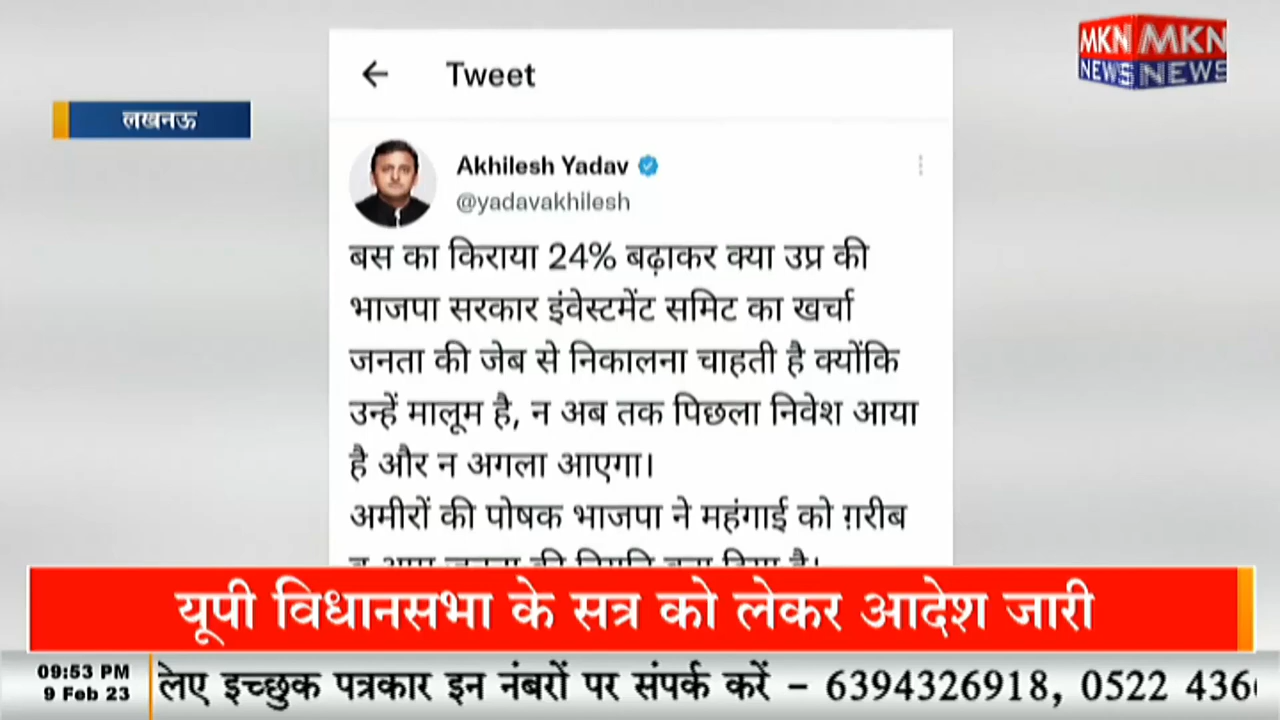 MKN MKN
NEWS NEWS
← Tweet
लखनऊ
Akhilesh Yadav
@yadavakhilesh
बस का किराया 24% बढ़ाकर क्या उप्र की
भाजपा सरकार इंवेस्टमेंट समिट का खर्चा
जनता की जेब से निकालना चाहती है क्योंकि
उन्हें मालूम है, न अब तक पिछला निवेश आया
है और न अगला आएगा।
अमीरों की पोषक भाजपा ने महंगाई को ग़रीब
यूपी विधानसभा के सत्र को लेकर आदेश जारी
09:53 PM
9 Feb 23
लेए इच्छुक पत्रकार इन नंबरों पर संपर्क करें – 6394326918, 0522 436